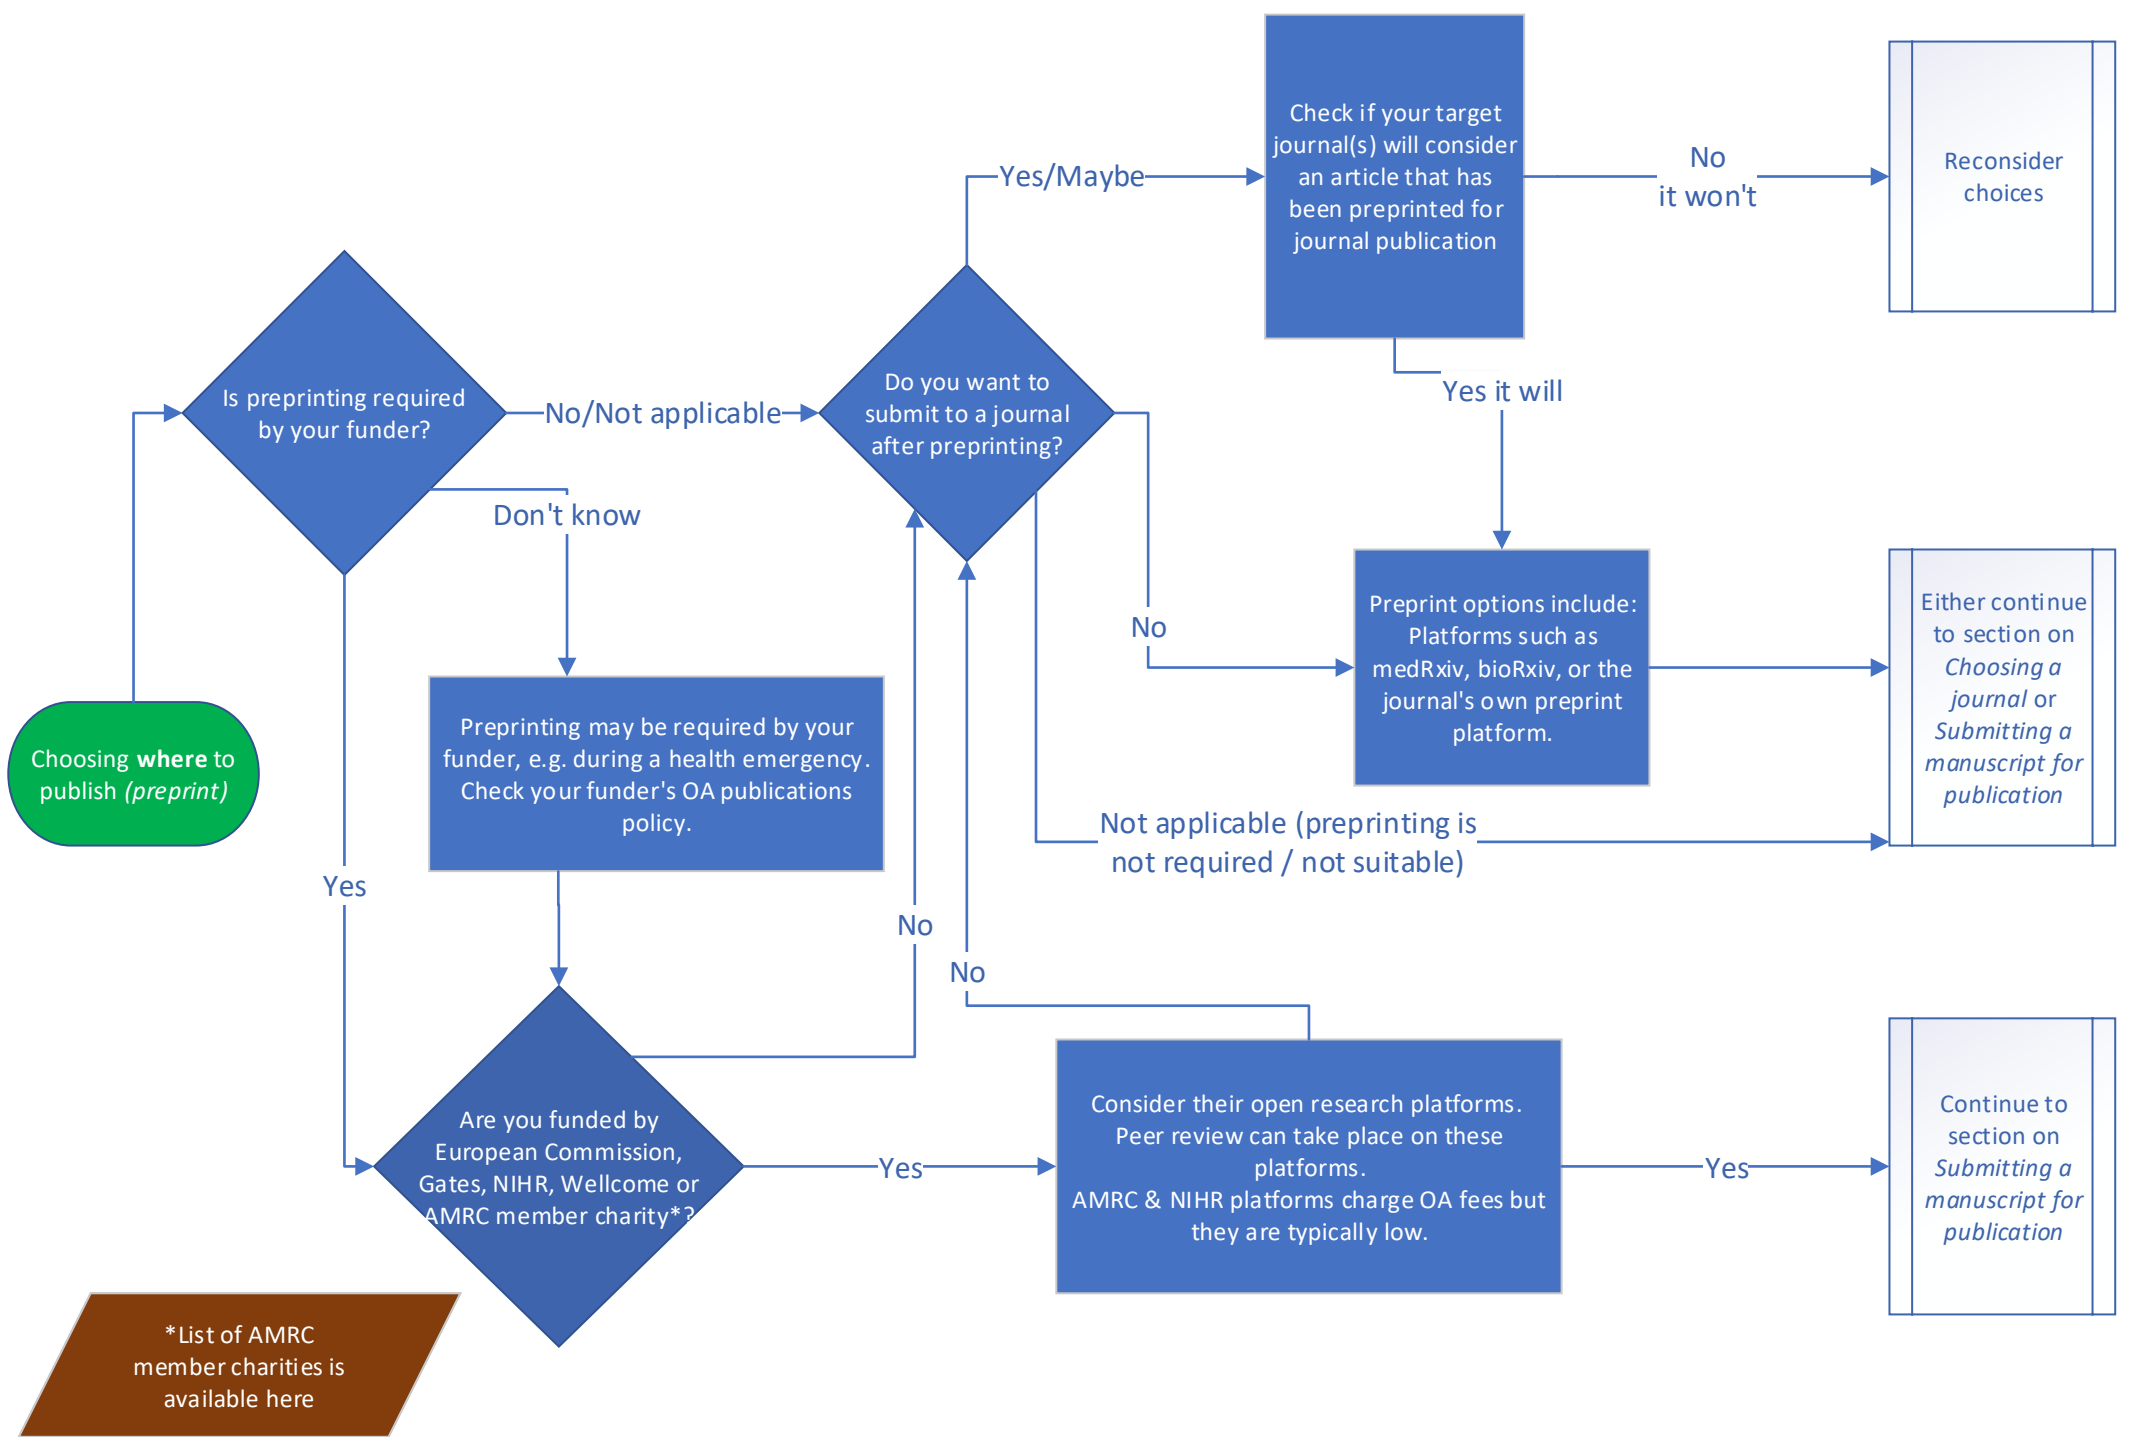 Check if your target
journal(s) will consider
an article that has
been preprinted for
journal publication
Yes/Maybe
No
it won't
Reconsider
choices
Is preprinting required
by your funder?
No/Not applicable
Do you want to
submit to a journal
after preprinting?
Yes it will
Don't know
No
Preprint options include:
Platforms such as
medRxiv, bioRxiv, or the
journal's own preprint
platform.
Either continue
to section on
Choosing a
journal or
Submitting a
manuscript for
publication
Choosing where to
publish (preprint)
Preprinting may be required by your
funder, e.g. during a health emergency.
Check your funder's OA publications
policy.
Not applicable (preprinting is
not required / not suitable)
Yes
No
No
Are you funded by
European Commission,
Gates, NIHR, Wellcome or
AMRC member charity*?
Yes
Consider their open research platforms.
Peer review can take place on these
platforms.
AMRC & NIHR platforms charge OA fees but
they are typically low.
Yes
Continue to
section on
Submitting a
manuscript for
publication
*List of AMRC
member charities is
available here